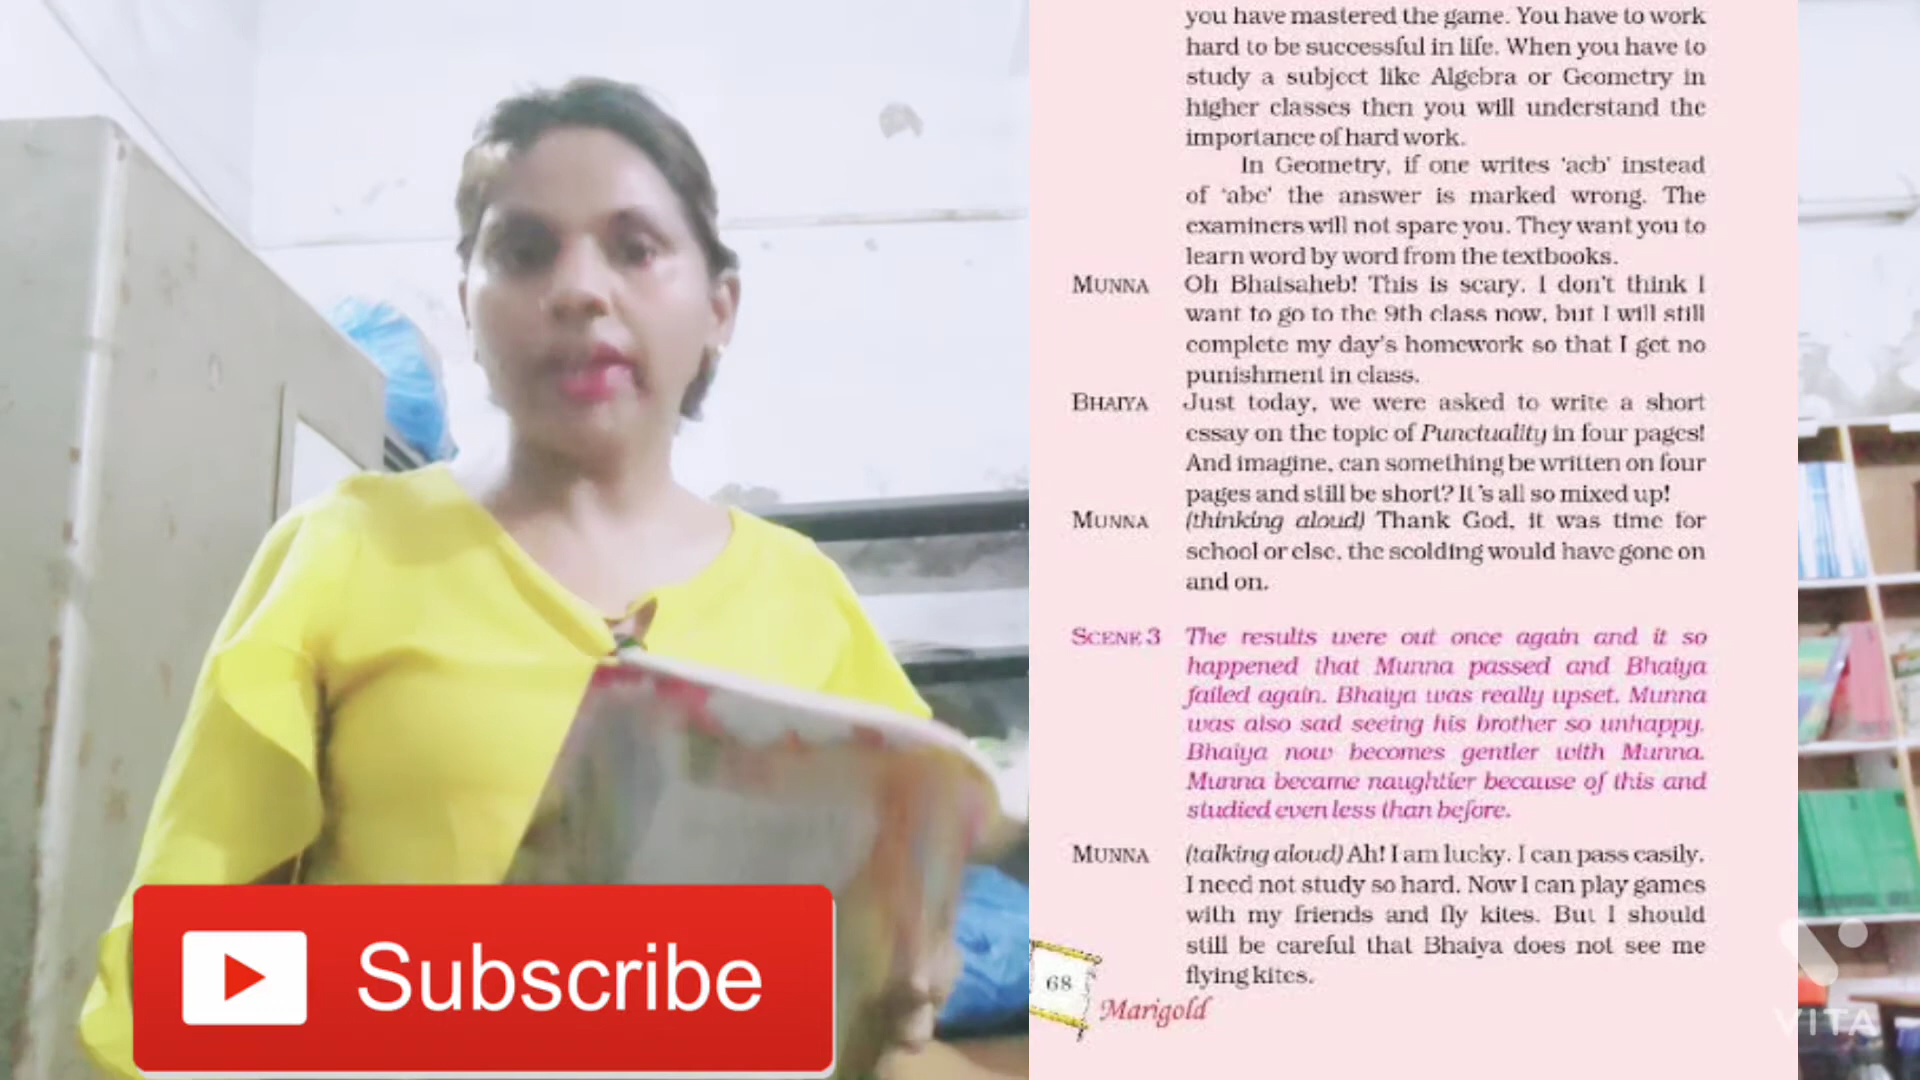 you have mastered the game. You have to work
hard to be successful in life. When you have to
study a subject like Algebra or Geometry in
higher classes then you will understand the
importance of hard work.
In Geometry, if one writes 'acb' instead
of 'abc' the answer is marked wrong. The
examiners will not spare you. They want you to
learn word by word from the textbooks.
MUNNA Oh Bhaisaheb! This is scary. I don't think I
want to go to the 9th class now, but I will still
complete my day's homework so that I get no
punishment in class.
BHAIYA Just today, we were asked to write a short
essay on the topic of Punctuality in four pages!
And imagine, can something be written on four
pages and still be short? It's all so mixed up!
MUNNA (thinking aloud) Thank God, it was time for
school or else, the scolding would have gone on
and on.
SCENE 3 The results were out once again and it so
happened that Munna passed and Bhaiya
failed again. Bhaiya was really upset. Munna
was also sad seeing his brother so unhappy.
Bhaiya now becomes gentler with Munna.
Munna became naughtier because of this and
studied even less than before.
MUNNA (talking aloud) Ah! I am lucky. I can pass easily.
I need not study so hard. Now I can play games
with my friends and fly kites. But I should
still be careful that Bhaiya does not see me
flying kites.
68
Marigold
Subscribe
VITA